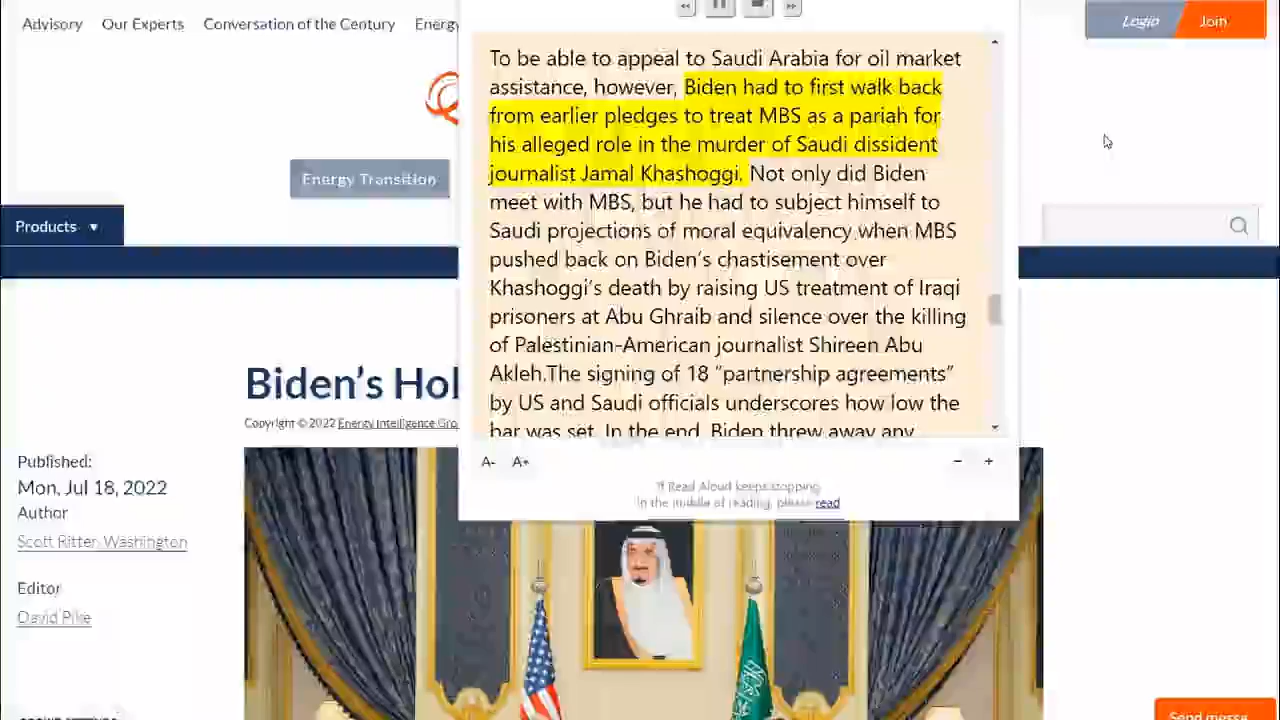 Advisory
Our Experts
Conversation of the Century
Energy
Login
Join
Energy Transition
Products ▼
To be able to appeal to Saudi Arabia for oil market
assistance, however, Biden had to first walk back
from earlier pledges to treat MBS as a pariah for
his alleged role in the murder of Saudi dissident
journalist Jamal Khashoggi. Not only did Biden
meet with MBS, but he had to subject himself to
Saudi projections of moral equivalency when MBS
pushed back on Biden's chastisement over
Khashoggi's death by raising US treatment of Iraqi
prisoners at Abu Ghraib and silence over the killing
of Palestinian-American journalist Shireen Abu
Akleh.The signing of 18 “partnership agreements”
by US and Saudi officials underscores how low the
bar was set. In the end, Biden threw away any
A- A+
- +
If Read Aloud keeps stopping
in the middle of reading, please read
Biden's Hol
Copyright © 2022 Energy Intelligence Gro
Published:
Mon, Jul 18, 2022
Author
Scott Ritter, Washington
Editor
David Pike
Send messa